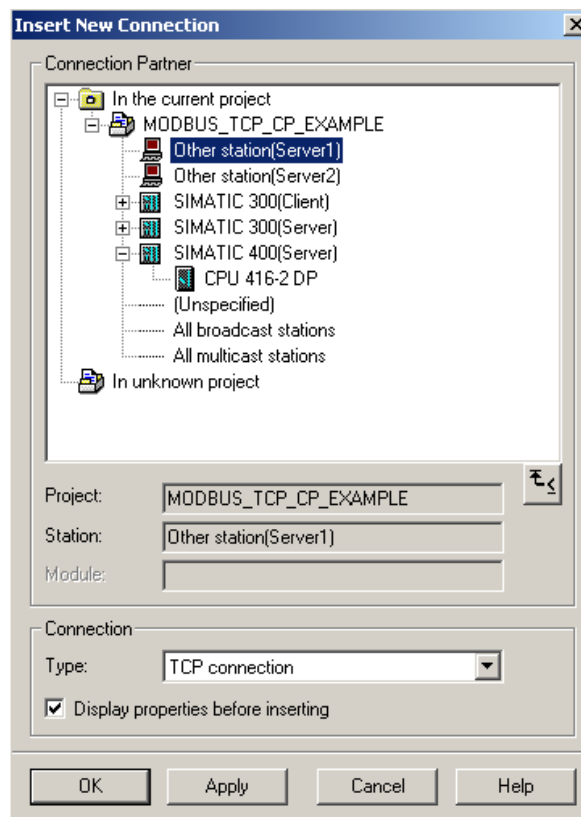 Insert New Connection
Connection Partner
In the current project
MODBUS_TCP_CP_EXAMPLE
Other station(Server1)
Other station(Server2)
SIMATIC 300(Client)
SIMATIC 300(Server)
SIMATIC 400(Server)
CPU 416-2 DP
(Unspecified)
All broadcast stations
All multicast stations
In unknown project
Project: MODBUS_TCP_CP_EXAMPLE
Station: Other station(Server1)
Module:
Connection
Type: TCP connection
Display properties before inserting
OK Apply Cancel Help